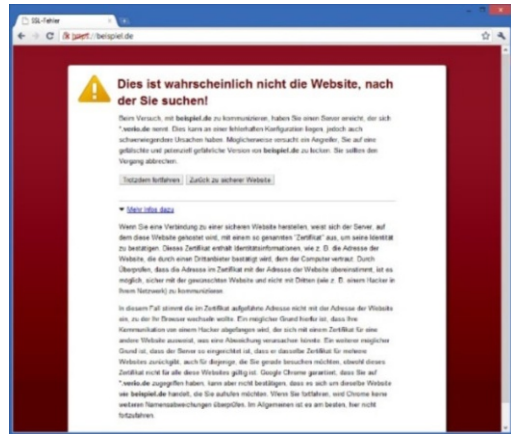 SSL-Fehler
https://beispiel.de
Dies ist wahrscheinlich nicht die Website, nach
der Sie suchen!
Beim Versuch, mit beispiel.de zu kommunizieren, haben Sie einen Server erreicht, der sich
*.verio.de nennt. Dies kann an einer fehlerhaften Konfiguration liegen, jedoch auch
schwerwiegendere Ursachen haben. Möglicherweise versucht ein Angreifer, Sie auf eine
gefälschte und potenziell gefährliche Version von beispiel.de zu locken. Sie sollten den
Vorgang abbrechen.
Trotzdem fortfahren Zurück zu sicherer Website
Mehr Infos dazu
Wenn Sie eine Verbindung zu einer sicheren Website herstellen, weist sich der Server, auf
dem diese Website gehostet wird, mit einem so genannten "Zertifikat" aus, um seine Identität
zu bestätigen. Dieses Zertifikat enthält Identitätsinformationen, wie z. B. die Adresse der
Website, die durch einen Drittanbieter bestätigt wird, dem der Computer vertraut. Durch
Überprüfen, dass die Adresse im Zertifikat mit der Adresse der Website übereinstimmt, ist es
möglich, sicher mit der gewünschten Website und nicht mit Dritten (wie z. B. einem Hacker in
Ihrem Netzwerk) zu kommunizieren.
In diesem Fall stimmt die im Zertifikat aufgeführte Adresse nicht mit der Adresse der Website
ein, zu der Ihr Browser wechseln wollte. Ein möglicher Grund hierfür ist, dass Ihre
Kommunikation von einem Hacker abgefangen wird, der sich mit einem Zertifikat für eine
andere Website ausweist, was eine Abweichung verursachen könnte. Ein weiterer möglicher
Grund ist, dass der Server so eingerichtet ist, dass er dasselbe Zertifikat für mehrere
Websites zurückgibt, auch für diejenige, die Sie gerade besuchen möchten, obwohl dieses
Zertifikat nicht für alle diese Websites gültig ist. Google Chrome garantiert, dass Sie auf
*.verio.de zugegriffen haben, kann aber nicht bestätigen, dass es sich um dieselbe Website
wie beispiel.de handelt, die Sie aufrufen möchten. Wenn Sie fortfahren, wird Chrome keine
weiteren Namensabweichungen überprüfen. Im Allgemeinen ist es am besten, hier nicht
fortzufahren.